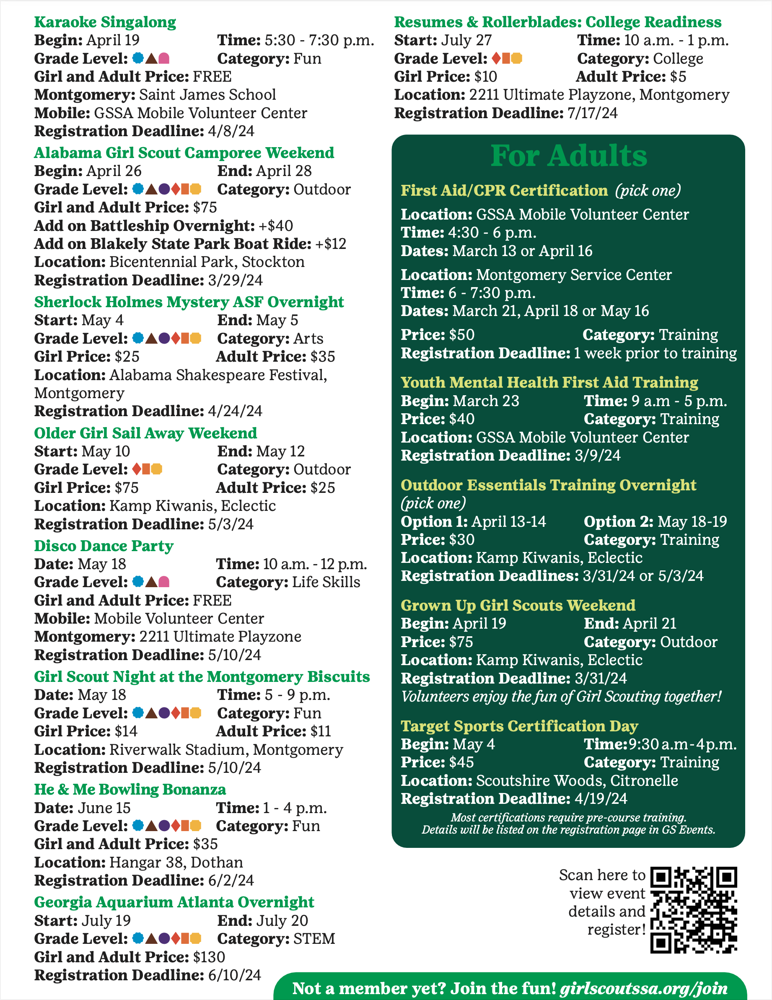 Karaoke Singalong
Begin: April 19 Time: 5:30 - 7:30 p.m.
Grade Level: Category: Fun
Girl and Adult Price: FREE
Montgomery: Saint James School
Mobile: GSSA Mobile Volunteer Center
Registration Deadline: 4/8/24
Alabama Girl Scout Camporee Weekend
Begin: April 26 End: April 28
Grade Level: Category: Outdoor
Girl and Adult Price: $75
Add on Battleship Overnight: +$40
Add on Blakely State Park Boat Ride: +$12
Location: Bicentennial Park, Stockton
Registration Deadline: 3/29/24
Sherlock Holmes Mystery ASF Overnight
Start: May 4 End: May 5
Grade Level: Category: Arts
Girl Price: $25 Adult Price: $35
Location: Alabama Shakespeare Festival,
Montgomery
Registration Deadline: 4/24/24
Older Girl Sail Away Weekend
Start: May 10 End: May 12
Grade Level: Category: Outdoor
Girl Price: $75 Adult Price: $25
Location: Kamp Kiwanis, Eclectic
Registration Deadline: 5/3/24
Disco Dance Party
Date: May 18 Time: 10 a.m. - 12 p.m.
Grade Level: Category: Life Skills
Girl and Adult Price: FREE
Mobile: Mobile Volunteer Center
Montgomery: 2211 Ultimate Playzone
Registration Deadline: 5/10/24
Girl Scout Night at the Montgomery Biscuits
Date: May 18 Time: 5 - 9 p.m.
Grade Level: Category: Fun
Girl Price: $14 Adult Price: $11
Location: Riverwalk Stadium, Montgomery
Registration Deadline: 5/10/24
He & Me Bowling Bonanza
Date: June 15 Time: 1 - 4 p.m.
Grade Level: Category: Fun
Girl and Adult Price: $35
Location: Hangar 38, Dothan
Registration Deadline: 6/2/24
Georgia Aquarium Atlanta Overnight
Start: July 19 End: July 20
Grade Level: Category: STEM
Girl and Adult Price: $130
Registration Deadline: 6/10/24
Resumes & Rollerblades: College Readiness
Start: July 27 Time: 10 a.m. - 1 p.m.
Grade Level: Category: College
Girl Price: $10 Adult Price: $5
Location: 2211 Ultimate Playzone, Montgomery
Registration Deadline: 7/17/24
For Adults
First Aid/CPR Certification (pick one)
Location: GSSA Mobile Volunteer Center
Time: 4:30 - 6 p.m.
Dates: March 13 or April 16
Location: Montgomery Service Center
Time: 6 - 7:30 p.m.
Dates: March 21, April 18 or May 16
Price: $50 Category: Training
Registration Deadline: 1 week prior to training
Youth Mental Health First Aid Training
Begin: March 23 Time: 9 a.m - 5 p.m.
Price: $40 Category: Training
Location: GSSA Mobile Volunteer Center
Registration Deadline: 3/9/24
Outdoor Essentials Training Overnight
(pick one)
Option 1: April 13-14 Option 2: May 18-19
Price: $30 Category: Training
Location: Kamp Kiwanis, Eclectic
Registration Deadlines: 3/31/24 or 5/3/24
Grown Up Girl Scouts Weekend
Begin: April 19 End: April 21
Price: $75 Category: Outdoor
Location: Kamp Kiwanis, Eclectic
Registration Deadline: 3/31/24
Volunteers enjoy the fun of Girl Scouting together!
Target Sports Certification Day
Begin: May 4 Time:9:30 a.m-4p.m.
Price: $45 Category: Training
Location: Scoutshire Woods, Citronelle
Registration Deadline: 4/19/24
Most certifications require pre-course training.
Details will be listed on the registration page in GS Events.
Scan here to
view event
details and
register!
Not a member yet? Join the fun! girlscoutssa.org/join